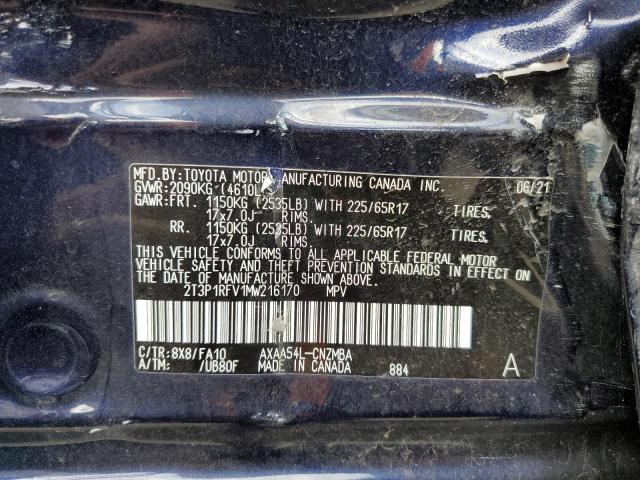 MFD.BY:TOYOTA MOTOR MANUFACTURING CANADA INC. 06/21
GVWR:2090KG (4610L
GAWR:FRT. 1150KG (2535LB) WITH 225/65R17 TIRES,
17x7.0J RIMS,
RR. 1150KG (2535LB) WITH 225/65R17 TIRES,
17x7.0J RIMS.
THIS VEHICLE CONFORMS TO ALL APPLICABLE FEDERAL MOTOR
VEHICLE SAFETY AND THEFT PREVENTION STANDARDS IN EFFECT ON
THE DATE OF MANUFACTURE SHOWN ABOVE.
2T3P1RFV1MW216170 MPV
C/TR:8X8/FA10 AXAA54L-CNZMBA
A/TM: /UB80F MADE IN CANADA 884 A